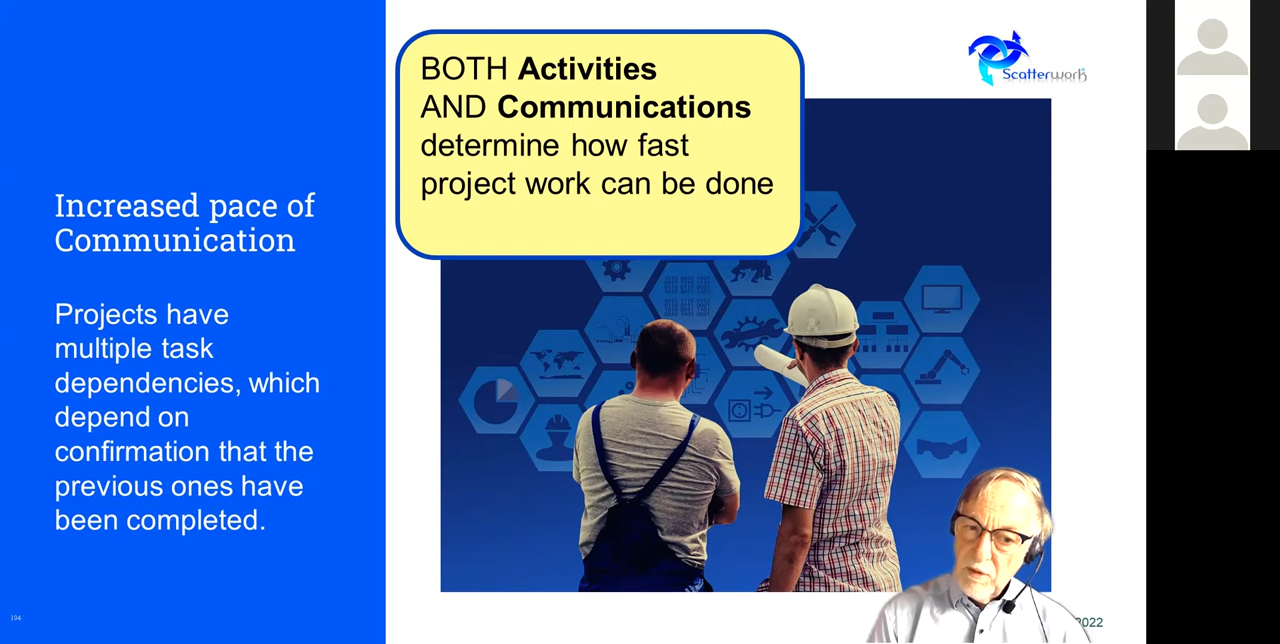 Increased pace of
Communication
Projects have
multiple task
dependencies, which
depend on
confirmation that the
previous ones have
been completed.
194
BOTH Activities
AND Communications
determine how fast
project work can be done
Scatterwork
2022